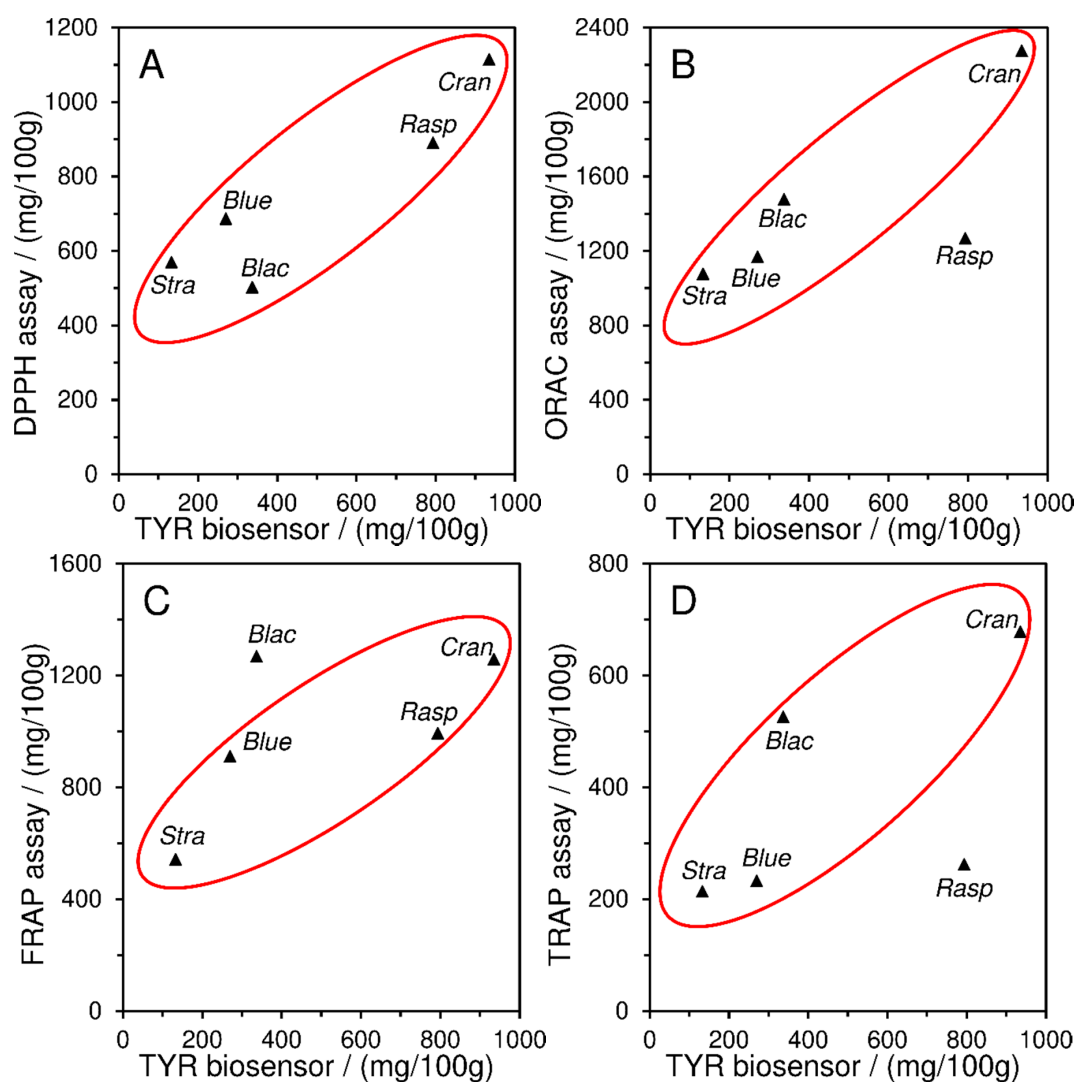 A
1200
1000
800
600
400
200
0
DPPH assay / (mg/100g)
Cran
Rasp
Blue
Blac
Stra
0 200 400 600 800 1000
TYR biosensor / (mg/100g)
B
2400
2000
1600
1200
800
400
0
ORAC assay / (mg/100g)
Cran
Blac
Rasp
Blue
Stra
0 200 400 600 800 1000
TYR biosensor / (mg/100g)
C
1600
1200
800
400
0
FRAP assay / (mg/100g)
Blac
Cran
Rasp
Blue
Stra
0 200 400 600 800 1000
TYR biosensor / (mg/100g)
D
800
600
400
200
0
TRAP assay / (mg/100g)
Cran
Blac
Stra
Blue
Rasp
0 200 400 600 800 1000
TYR biosensor / (mg/100g)